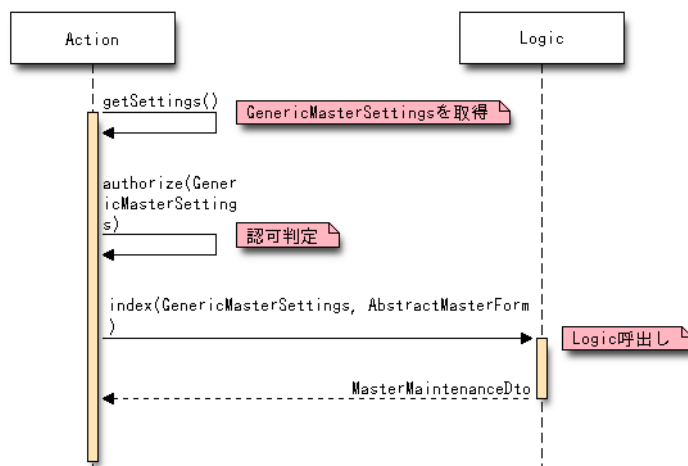 Action
Logic
getSettings()
GenericMasterSettingsを取得
authorize(Gener
icMasterSetting
s)
認可判定
index(GenericMasterSettings, AbstractMasterForm
)
Logic呼出し
MasterMaintenanceDto